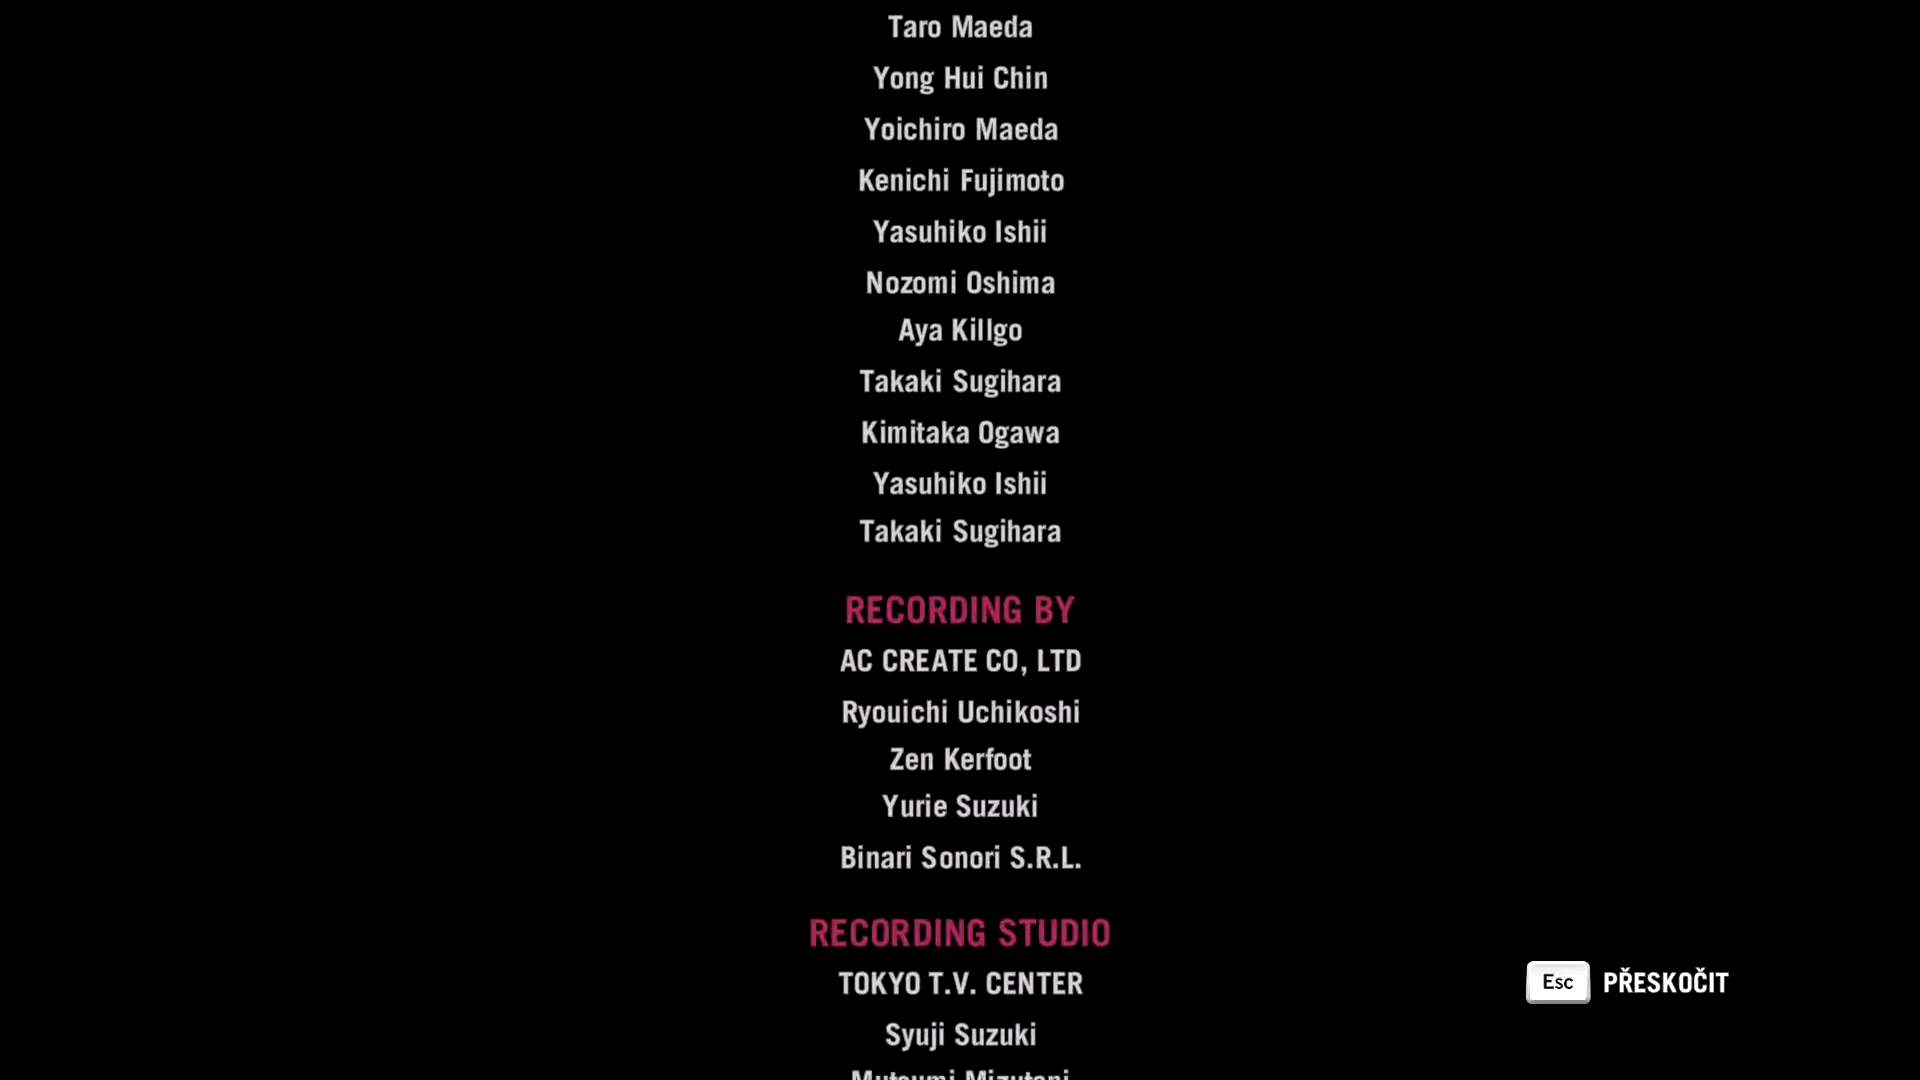 Taro Maeda
Yong Hui Chin
Yoichiro Maeda
Kenichi Fujimoto
Yasuhiko Ishii
Nozomi Oshima
Aya Killgo
Takaki Sugihara
Kimitaka Ogawa
Yasuhiko Ishii
Takaki Sugihara
RECORDING BY
AC CREATE CO, LTD
Ryouichi Uchikoshi
Zen Kerfoot
Yurie Suzuki
Binari Sonori S.R.L.
RECORDING STUDIO
TOKYO T.V. CENTER
Esc PŘESKOČIT
Syuji Suzuki
Mutsumi Mizutani